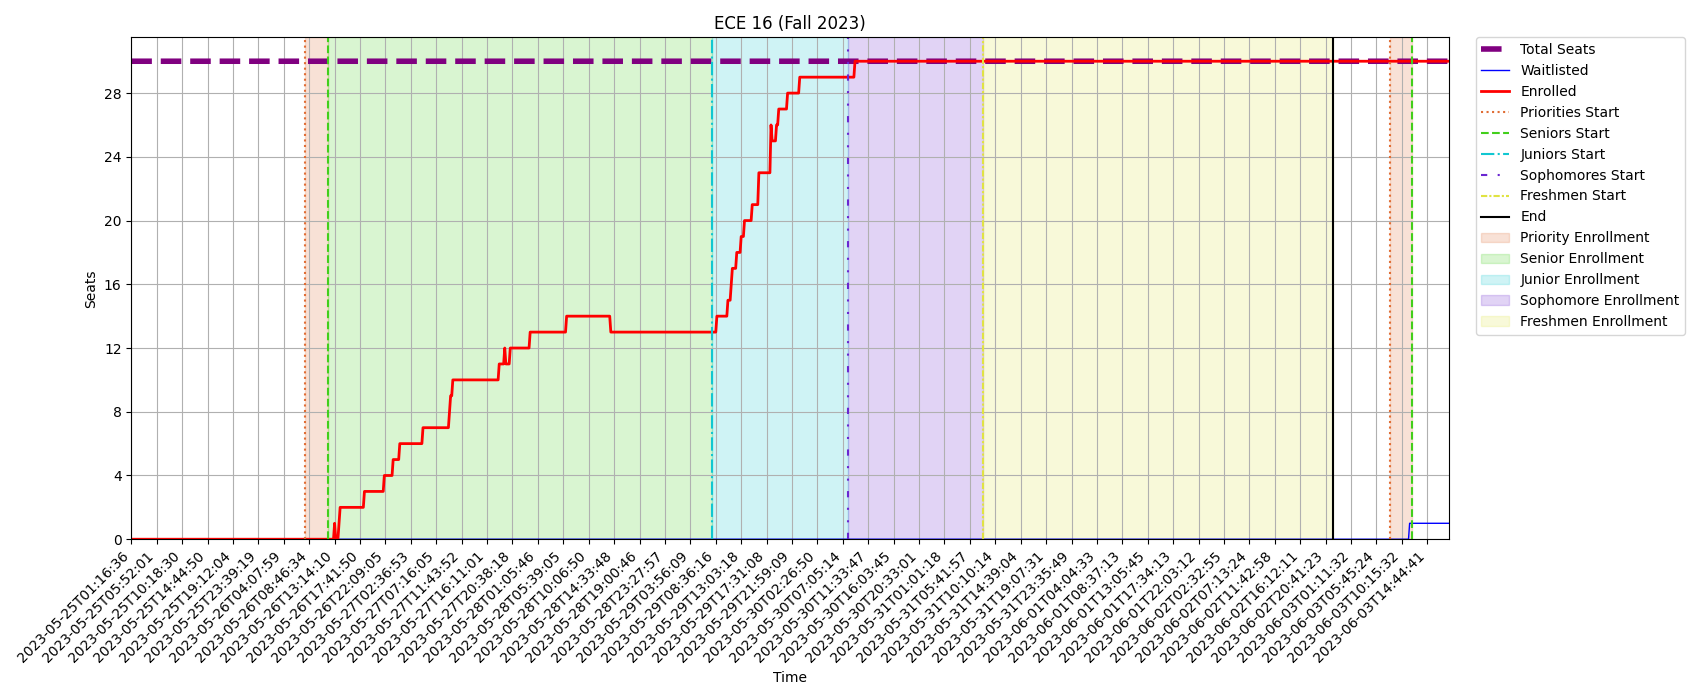 ECE 16 (Fall 2023)
Seats
28
24
20
16
12
8
4
0
2023-05-25T01:16:36
2023-05-25T05:52:01
2023-05-25T10:18:30
2023-05-25T14:44:50
2023-05-25T19:12:04
2023-05-25T23:39:19
2023-05-26T04:07:59
2023-05-26T08:46:34
2023-05-26T13:14:10
2023-05-26T17:41:50
2023-05-26T22:09:05
2023-05-27T02:36:53
2023-05-27T07:16:05
2023-05-27T11:43:52
2023-05-27T16:11:01
2023-05-27T20:38:18
2023-05-28T01:05:46
2023-05-28T05:39:05
2023-05-28T10:06:50
2023-05-28T14:33:48
2023-05-28T19:00:46
2023-05-28T23:27:57
2023-05-29T03:56:09
2023-05-29T08:36:16
2023-05-29T13:03:18
2023-05-29T17:31:08
2023-05-29T21:59:09
2023-05-30T02:26:50
2023-05-30T07:05:14
2023-05-30T11:33:47
2023-05-30T16:03:45
2023-05-30T20:33:01
2023-05-31T01:01:18
2023-05-31T05:41:57
2023-05-31T10:10:14
2023-05-31T14:39:04
2023-05-31T19:07:31
2023-05-31T23:35:49
2023-06-01T04:04:33
2023-06-01T08:37:13
2023-06-01T13:05:45
2023-06-01T17:34:13
2023-06-01T22:03:12
2023-06-02T02:32:55
2023-06-02T07:13:24
2023-06-02T11:42:58
2023-06-02T16:12:11
2023-06-02T20:41:23
2023-06-03T01:11:32
2023-06-03T05:45:24
2023-06-03T10:15:32
2023-06-03T14:44:41
Time
Total Seats
Waitlisted
Enrolled
Priorities Start
Seniors Start
Juniors Start
Sophomores Start
Freshmen Start
End
Priority Enrollment
Senior Enrollment
Junior Enrollment
Sophomore Enrollment
Freshmen Enrollment